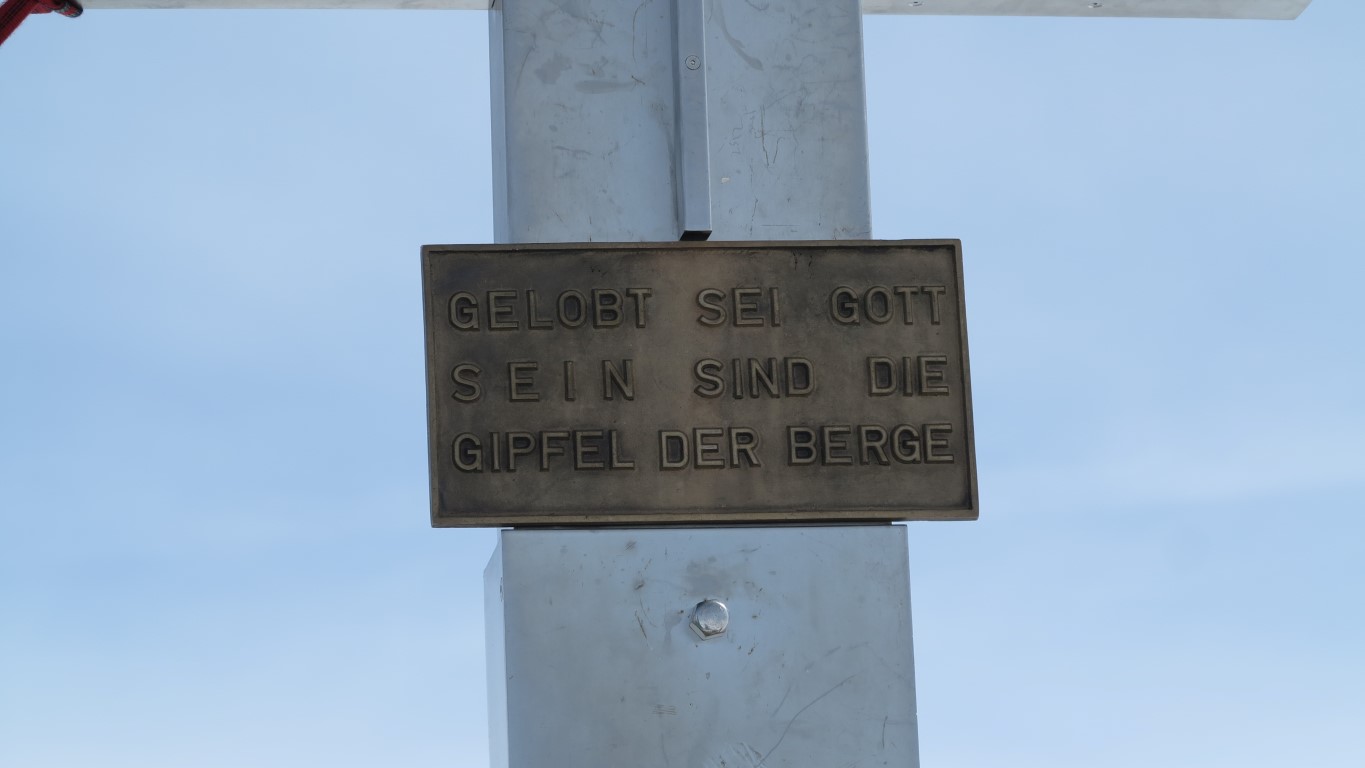 GELOBT SEI GOTT
SEIN SIND DIE
GIPFEL DER BERGE